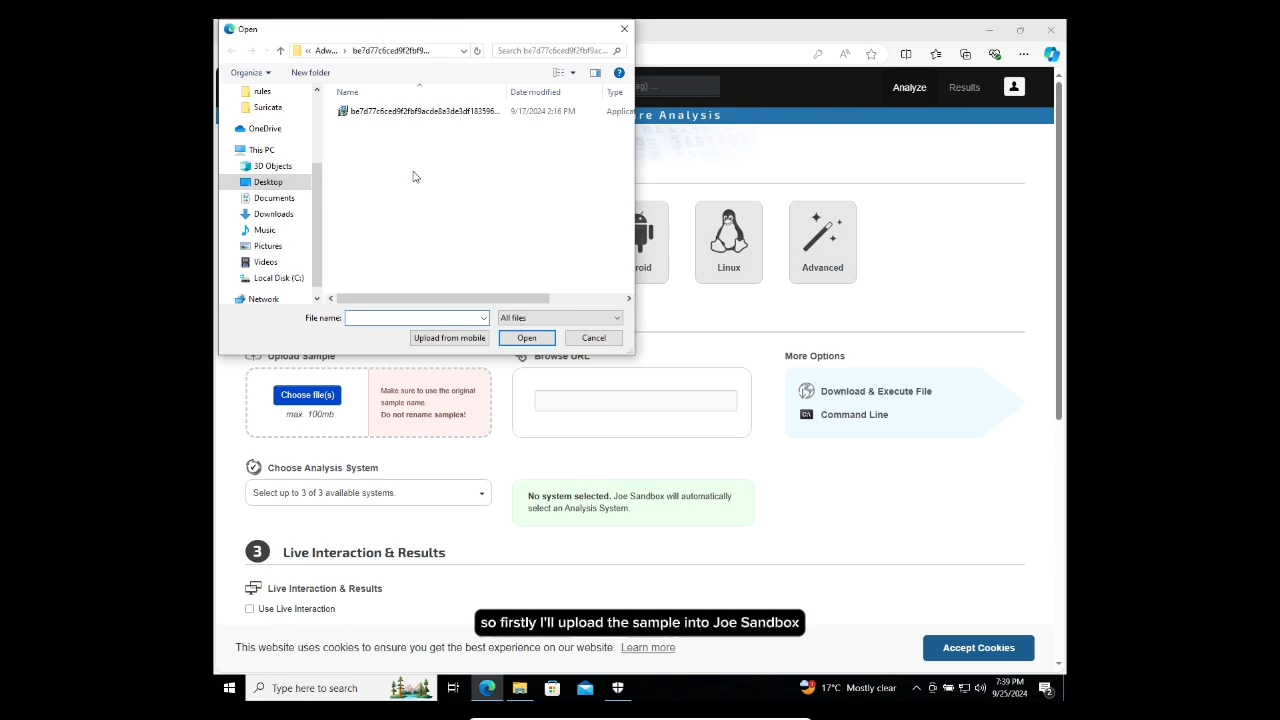 Open
« Adw... > be7d77c6ced9f2fbf9...
Search be7d77c6ced9f2fbf9ac...
Organize
New folder
Name
Date modified
Type
rules
Suricata
OneDrive
This PC
3D Objects
Desktop
Documents
Downloads
Music
Pictures
Videos
Local Disk (C:)
Network
be7d77c6ced9f2fbf9acde8a3de3df183596...
9/17/2024 2:16 PM
Applica
File name:
All files
Upload from mobile
Open
Cancel
ag) ...
Analyze
Results
re Analysis
roid
Linux
Advanced
Upload Sample
Choose file(s)
max. 100mb
Make sure to use the original
sample name.
Do not rename samples!
Browse URL
More Options
Download & Execute File
Command Line
Choose Analysis System
Select up to 3 of 3 available systems.
No system selected. Joe Sandbox will automatically
select an Analysis System.
3
Live Interaction & Results
Live Interaction & Results
Use Live Interaction
so firstly I'll upload the sample into Joe Sandbox
This website uses cookies to ensure you get the best experience on our website. Learn more
Accept Cookies
Type here to search
17°C Mostly clear
7:39 PM
9/25/2024
2